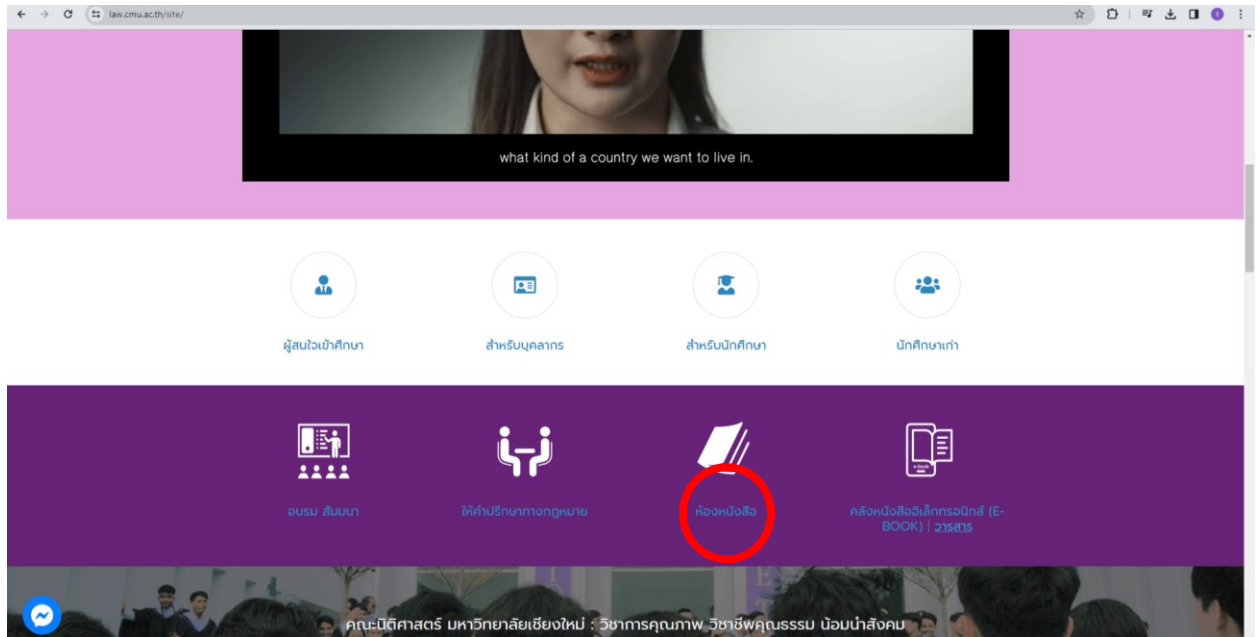 law.cmu.ac.th/site/
what kind of a country we want to live in.
ผู้สนใจเข้าศึกษา
สำหรับบุคลากร
สำหรับนักศึกษา
นักศึกษาเก่า
e-book
อบรม สัมมนา
ให้คำปรึกษาทางกฎหมาย
ห้องหนังสือ
คลังหนังสืออิเล็กทรอนิกส์ (E-
BOOK) | วารสาร
คณะนิติศาสตร์ มหาวิทยาลัยเชียงใหม่ : วิชาการคุณภาพ วิชาชีพคุณธรรม น้อมนำสังคม